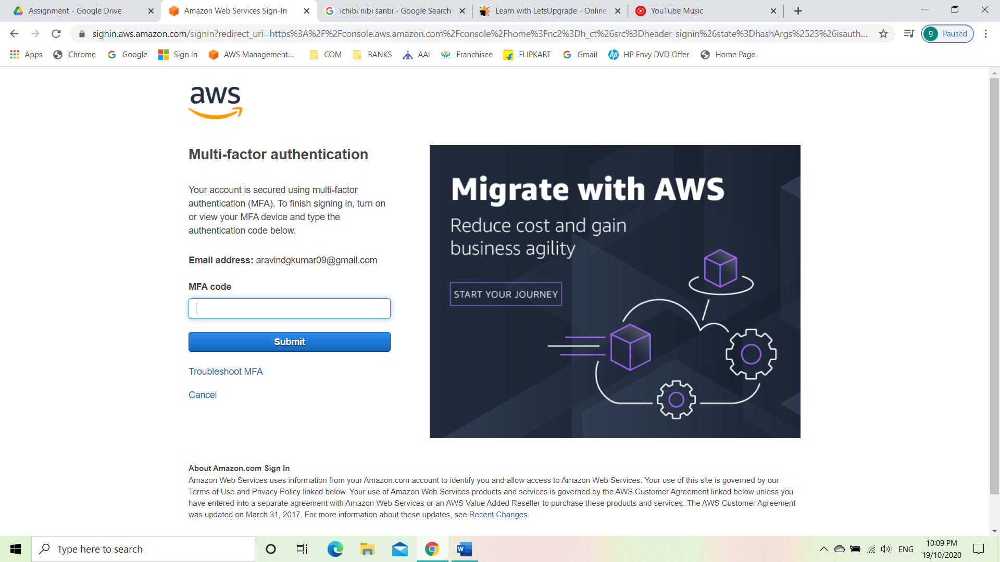 Assignment - Google Drive
Amazon Web Services Sign-In
ichibi nibi sanbi - Google Search
Learn with LetsUpgrade - Online
YouTube Music
signin.aws.amazon.com/signin?redirect_uri=https%3A%2F%2Fconsole.aws.amazon.com%2Fconsole%2Fhome%3Fnc2%3Dh_ct%26src%3Dheader-signin%26state%3DhashArgs%2523%26isauth...
g Paused
Apps Chrome Google Sign In AWS Management... COM BANKS AAI Franchisee FLIPKART Gmail HP Envy DVD Offer Home Page
aws
Multi-factor authentication
Your account is secured using multi-factor
authentication (MFA). To finish signing in, turn on
or view your MFA device and type the
authentication code below.
Email address: aravindgkumar09@gmail.com
MFA code
Submit
Troubleshoot MFA
Cancel
Migrate with AWS
Reduce cost and gain
business agility
START YOUR JOURNEY
About Amazon.com Sign In
Amazon Web Services uses information from your Amazon.com account to identify you and allow access to Amazon Web Services. Your use of this site is governed by our
Terms of Use and Privacy Policy linked below. Your use of Amazon Web Services products and services is governed by the AWS Customer Agreement linked below unless you
have entered into a separate agreement with Amazon Web Services or an AWS Value Added Reseller to purchase these products and services. The AWS Customer Agreement
was updated on March 31, 2017. For more information about these updates, see Recent Changes.
Type here to search
W
ENG
10:09 PM
19/10/2020